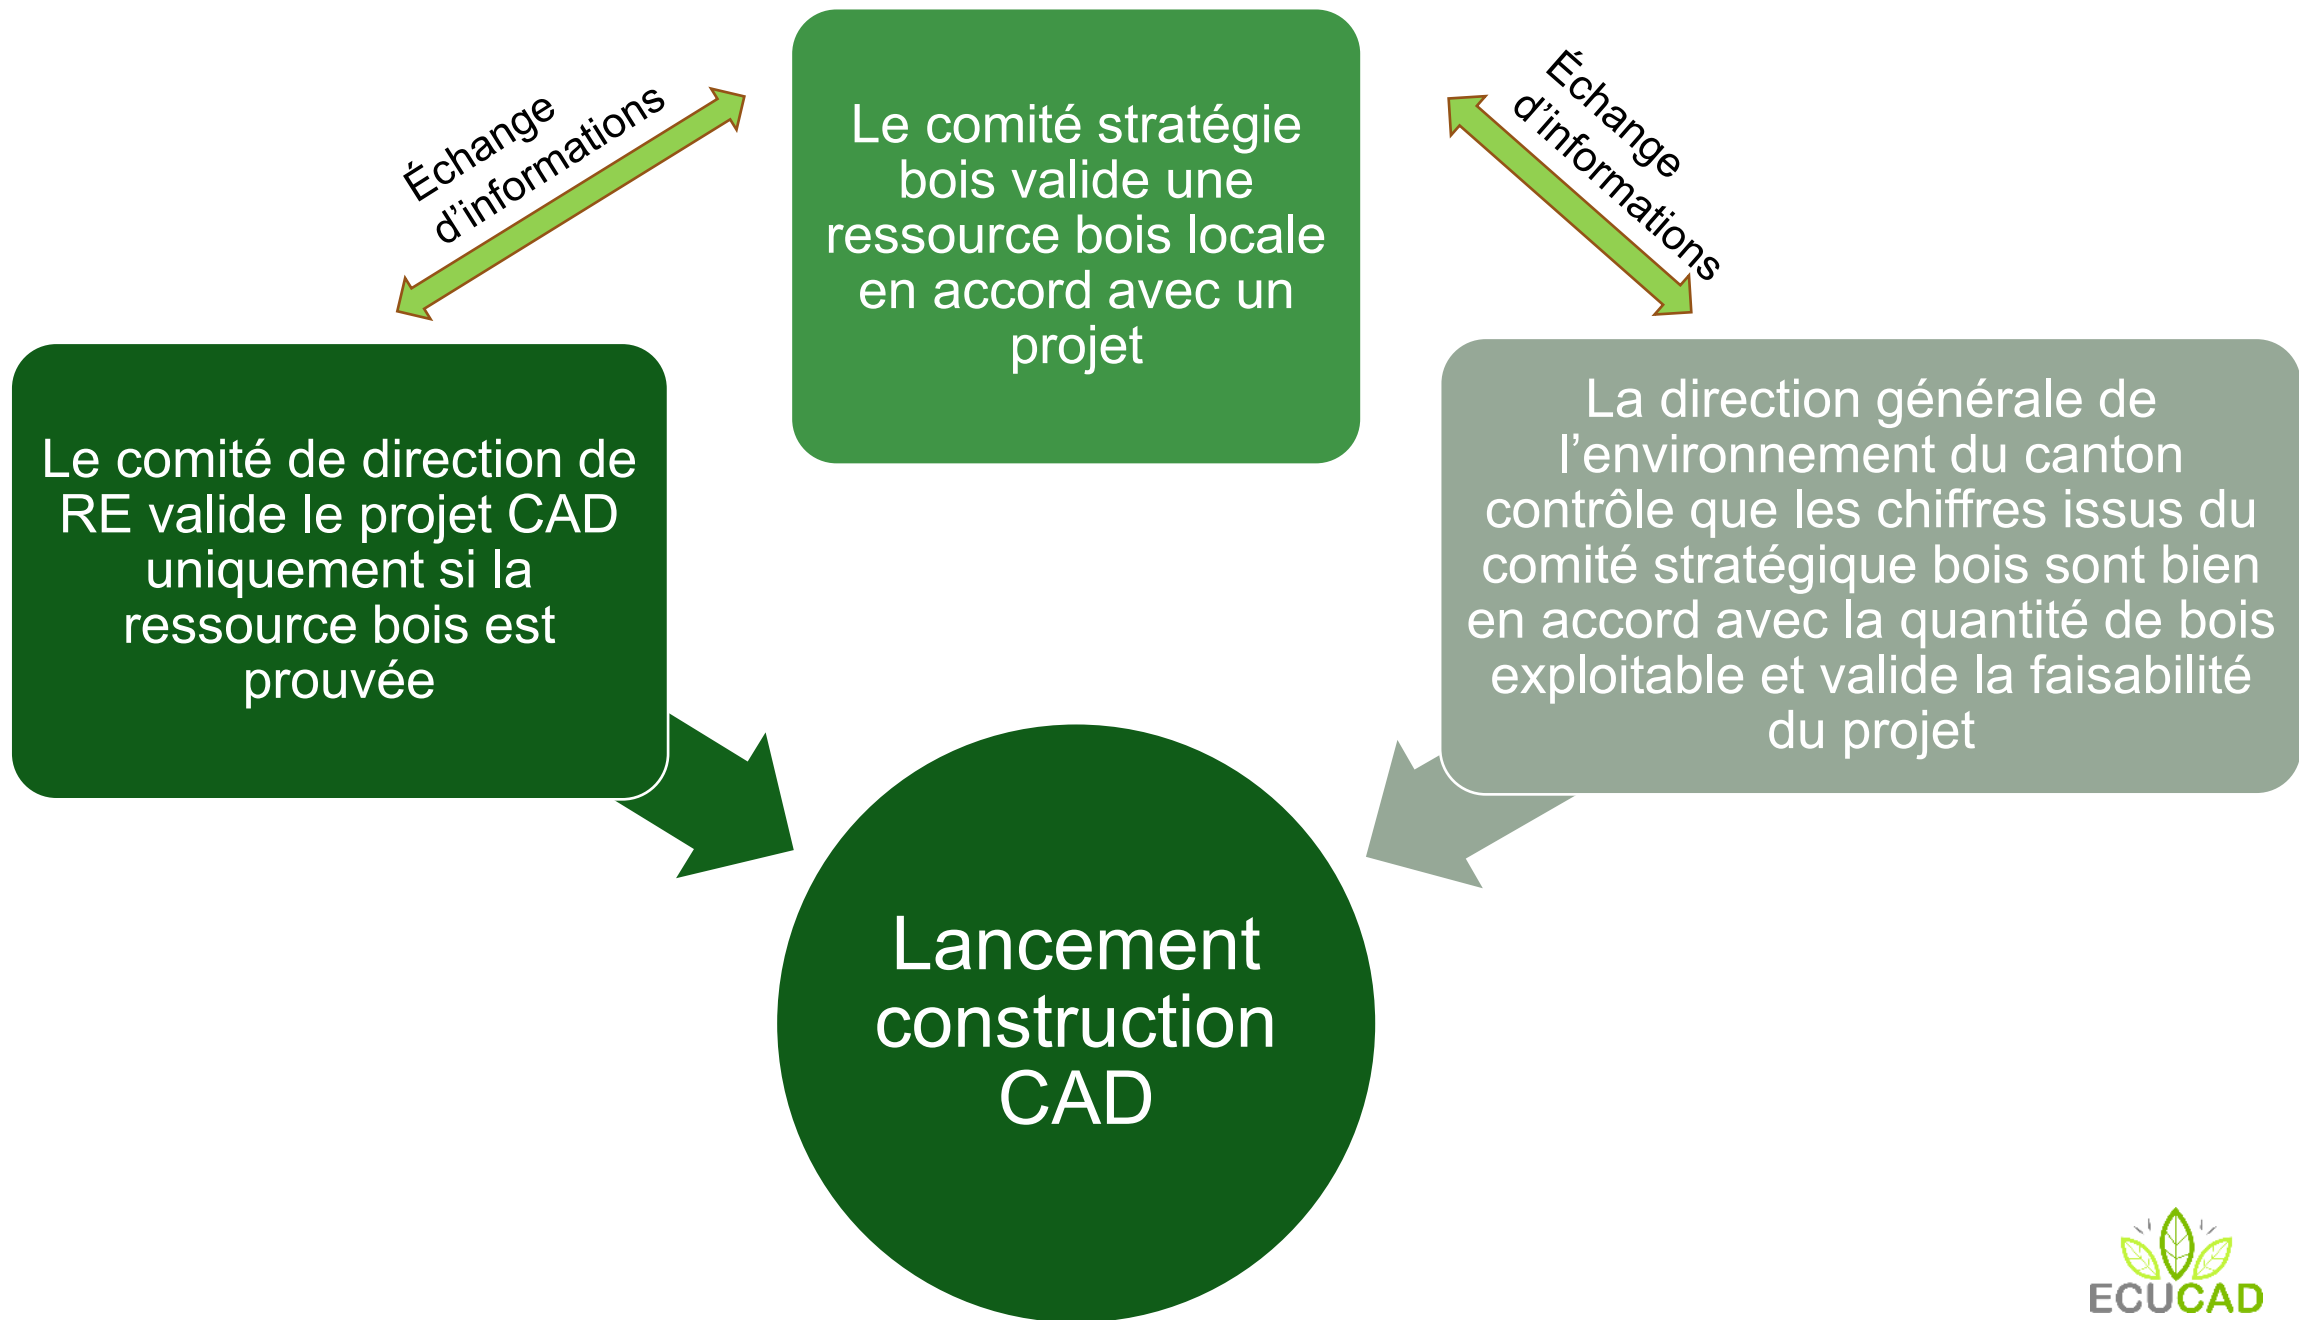 Échange
d'informations
Le comité stratégie
bois valide une
ressource bois locale
en accord avec un
projet
Échange
d'informations
Le comité de direction de
RE valide le projet CAD
uniquement si la
ressource bois est
prouvée
La direction générale de
l'environnement du canton
contrôle que les chiffres issus du
comité stratégique bois sont bien
en accord avec la quantité de bois
exploitable et valide la faisabilité
du projet
Lancement
construction
CAD
ECUCAD